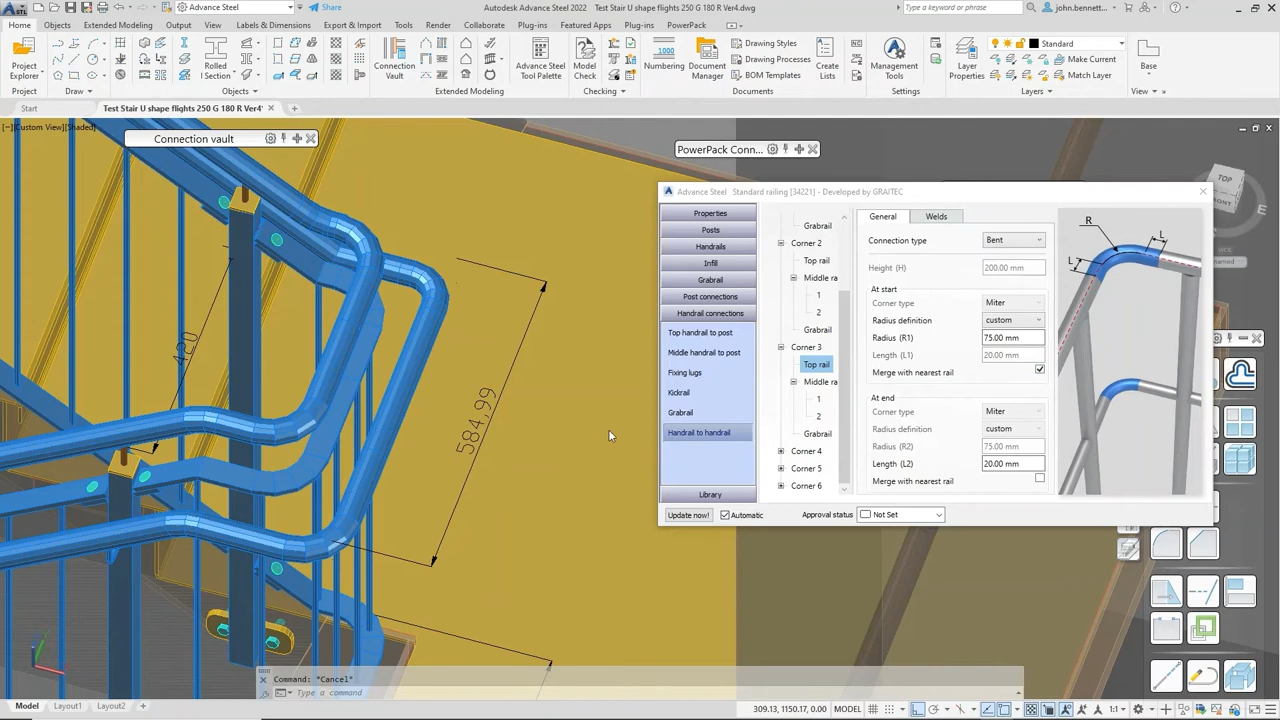 Advance Steel
Share
Autodesk Advance Steel 2022
Test Stair U shape flights 250 G 180 R Ver4.dwg
Type a keyword or phrase
john.bennett...
Home
Extended Modeling
Output
View
Labels & Dimensions
Export & Import
Tools
Render
Collaborate
Plug-ins
Featured Apps
Plug-ins
PowerPack
Project
Explorer
Rolled
I Section
Connection
Vault
Advance Steel
Tool Palette
Model
Check
1000
Numbering
Document
Manager
Drawing Styles
Drawing Processes
BOM Templates
Create
Lists
Management
Tools
Layer
Properties
Standard
Make Current
Match Layer
Base
Project
Draw
Objects
Extended Modeling
Checking
Documents
Settings
Layers
View
Start
Test Stair U shape flights 250 G 180 R Ver4*
[−][Custom View][Shaded]
Connection vault
PowerPack Conn...
TOP
FRONT
E
420
584,99
Advance Steel
Standard railing [34221] - Developed by GRAITEC
Properties
Posts
Handrails
Infill
Grabrail
Post connections
Handrail connections
Top handrail to post
Middle handrail to post
Fixing lugs
Kickrail
Grabrail
Handrail to handrail
Library
Grabrail
Corner 2
Top rail
Middle ra
1
2
Grabrail
Corner 3
Top rail
Middle ra
1
2
Grabrail
Corner 4
Corner 5
Corner 6
General
Welds
Connection type
Bent
Height (H)
200.00 mm
At start
Corner type
Miter
Radius definition
custom
Radius (R1)
75.00 mm
Length (L1)
20.00 mm
Merge with nearest rail
At end
Corner type
Miter
Radius definition
custom
Radius (R2)
75.00 mm
Length (L2)
20.00 mm
Merge with nearest rail
R
L
L
Update now!
Automatic
Approval status
Not Set
Command: *Cancel*
Type a command
Model
Layout1
Layout2
309.13, 1150.17, 0.00
MODEL
1:1